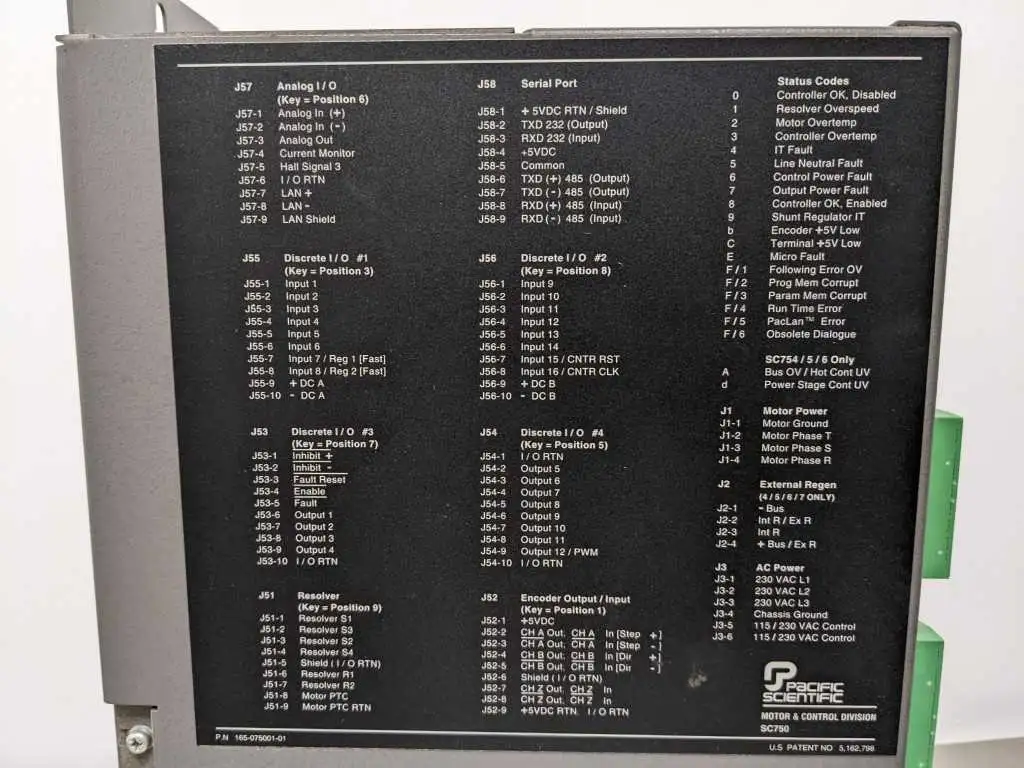 J57 Analog I / O
(Key = Position 6)
J57-1 Analog In (+)
J57-2 Analog In (-)
J57-3 Analog Out
J57-4 Current Monitor
J57-5 Hall Signal 3
J57-6 I / O RTN
J57-7 LAN +
J57-8 LAN -
J57-9 LAN Shield
J58 Serial Port
J58-1 + 5VDC RTN / Shield
J58-2 TXD 232 (Output)
J58-3 RXD 232 (Input)
J58-4 +5VDC
J58-5 Common
J58-6 TXD (+) 485 (Output)
J58-7 TXD (-) 485 (Output)
J58-8 RXD (+) 485 (Input)
J58-9 RXD (-) 485 (Input)
J55 Discrete I / O #1
(Key = Position 3)
J55-1 Input 1
J55-2 Input 2
J55-3 Input 3
J55-4 Input 4
J55-5 Input 5
J55-6 Input 6
J55-7 Input 7 / Reg 1 [Fast]
J55-8 Input 8 / Reg 2 [Fast]
J55-9 + DC A
J55-10 - DC A
J56 Discrete I / O #2
(Key = Position 8)
J56-1 Input 9
J56-2 Input 10
J56-3 Input 11
J56-4 Input 12
J56-5 Input 13
J56-6 Input 14
J56-7 Input 15 / CNTR RST
J56-8 Input 16 / CNTR CLK
J56-9 + DC B
J56-10 - DC B
J53 Discrete I / O #3
(Key = Position 7)
J53-1 Inhibit +
J53-2 Inhibit -
J53-3 Fault Reset
J53-4 Enable
J53-5 Fault
J53-6 Output 1
J53-7 Output 2
J53-8 Output 3
J53-9 Output 4
J53-10 I / O RTN
J54 Discrete I / O #4
(Key = Position 5)
J54-1 I / O RTN
J54-2 Output 5
J54-3 Output 6
J54-4 Output 7
J54-5 Output 8
J54-6 Output 9
J54-7 Output 10
J54-8 Output 11
J54-9 Output 12 / PWM
J54-10 I / O RTN
J51 Resolver
(Key = Position 9)
J51-1 Resolver S1
J51-2 Resolver S3
J51-3 Resolver S2
J51-4 Resolver S4
J51-5 Shield ( I / O RTN)
J51-6 Resolver R1
J51-7 Resolver R2
J51-8 Motor PTC
J51-9 Motor PTC RTN
J52 Encoder Output / Input
(Key = Position 1)
J52-1 +5VDC
J52-2 CH A Out, CH A In [Step +]
J52-3 CH A Out, CH A In [Step -]
J52-4 CH B Out, CH B In [Dir +]
J52-5 CH B Out, CH B In [Dir -]
J52-6 Shield ( I / O RTN)
J52-7 CH Z Out, CH Z In
J52-8 CH Z Out, CH Z In
J52-9 +5VDC RTN, I / O RTN
Status Codes
0 Controller OK, Disabled
1 Resolver Overspeed
2 Motor Overtemp
3 Controller Overtemp
4 IT Fault
5 Line Neutral Fault
6 Control Power Fault
7 Output Power Fault
8 Controller OK, Enabled
9 Shunt Regulator IT
b Encoder +5V Low
C Terminal +5V Low
E Micro Fault
F / 1 Following Error OV
F / 2 Prog Mem Corrupt
F / 3 Param Mem Corrupt
F / 4 Run Time Error
F / 5 PacLan™ Error
F / 6 Obsolete Dialogue
SC754 / 5 / 6 Only
A Bus OV / Hot Cont UV
d Power Stage Cont UV
J1 Motor Power
J1-1 Motor Ground
J1-2 Motor Phase T
J1-3 Motor Phase S
J1-4 Motor Phase R
J2 External Regen
(4 / 5 / 6 / 7 ONLY)
J2-1 - Bus
J2-2 Int R / Ex R
J2-3 Int R
J2-4 + Bus / Ex R
J3 AC Power
J3-1 230 VAC L1
J3-2 230 VAC L2
J3-3 230 VAC L3
J3-4 Chassis Ground
J3-5 115 / 230 VAC Control
J3-6 115 / 230 VAC Control
PACIFIC
SCIENTIFIC
MOTOR & CONTROL DIVISION
SC750
P.N 165-075001-01
U.S PATENT NO 5,162,798